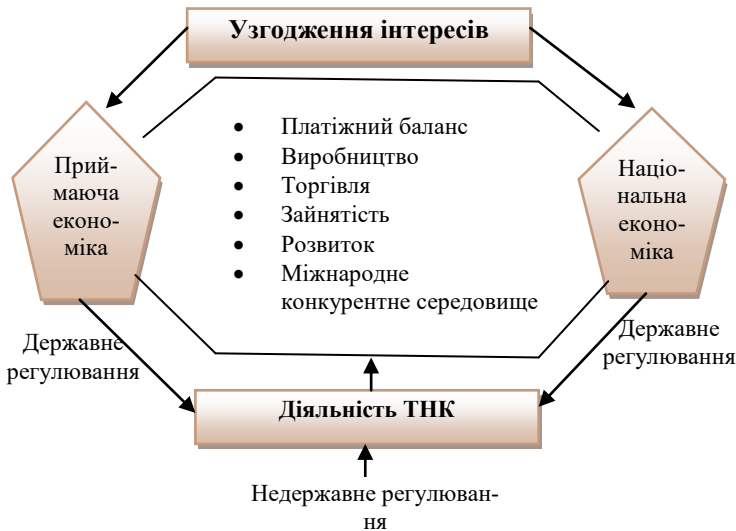 Узгодження інтересів
Прий-
маюча
еконо-
міка
• Платіжний баланс
• Виробництво
• Торгівля
• Зайнятість
• Розвиток
• Міжнародне
конкурентне середовище
Націо-
нальна
еконо-
міка
Державне
регулювання
Державне
регулювання
Діяльність ТНК
Недержавне регулюван-
ня